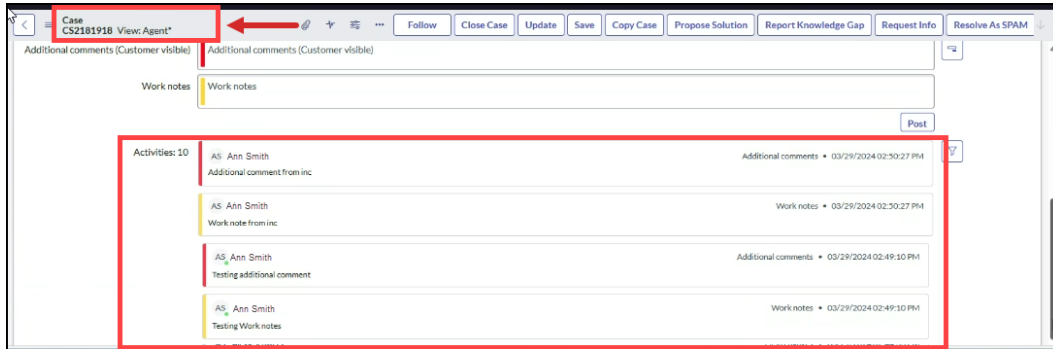 Case
CS2181918 View: Agent*
Follow
Close Case
Update
Save
Copy Case
Propose Solution
Report Knowledge Gap
Request Info
Resolve As SPAM
Additional comments (Customer visible)
Additional comments (Customer visible)
Work notes
Work notes
Post
Activities: 10
AS Ann Smith
Additional comments • 03/29/2024 02:50:27 PM
Additional comment from inc
AS Ann Smith
Work notes • 03/29/2024 02:50:27 PM
Work note from inc
AS Ann Smith
Additional comments • 03/29/2024 02:49:10 PM
Testing additional comment
AS Ann Smith
Work notes • 03/29/2024 02:49:10 PM
Testing Work notes